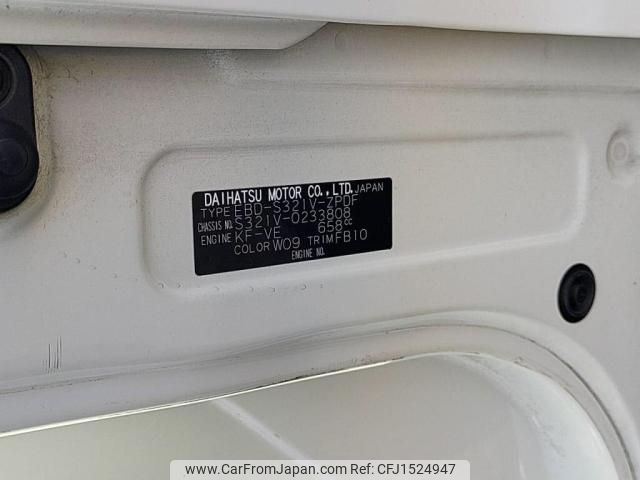 DAIHATSU MOTOR CO.,LTD. JAPAN
TYPE EBD-S321V-ZPDF
CHASSIS NO. S321V-0233808
ENGINE KF-VE 658cc
COLOR W09 TRIM FB10
ENGINE NO.
www.CarFromJapan.com - CFJ1524947